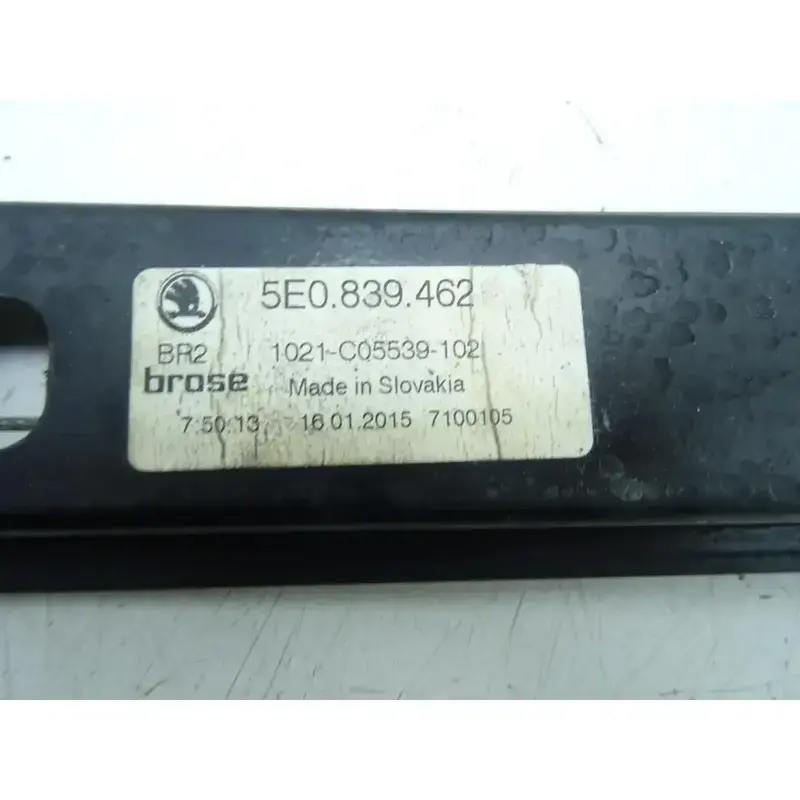 5E0.839.462
BR2 1021-C05539-102
brose Made in Slovakia
7:50:13 16.01.2015 7100105